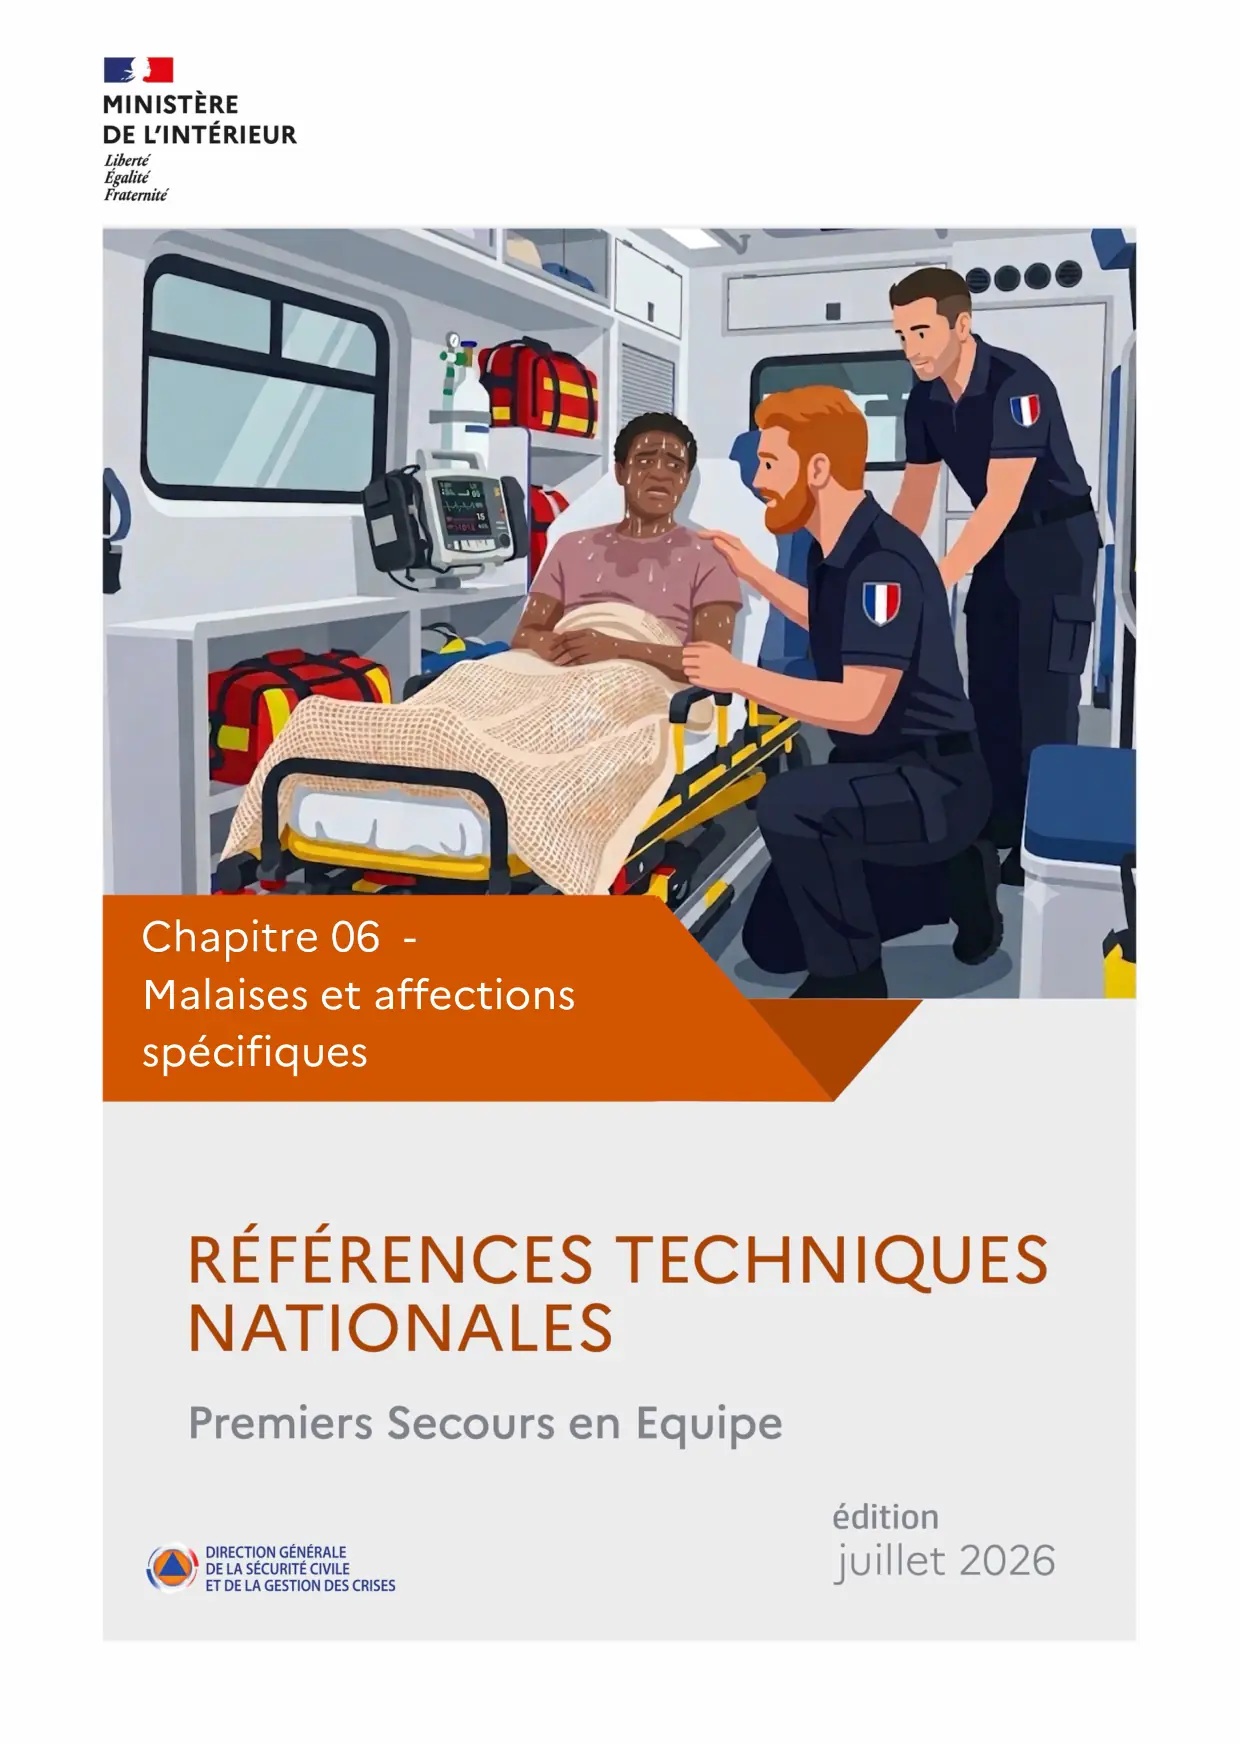 MINISTÈRE
DE L'INTÉRIEUR
Liberté
Égalité
Fraternité
Chapitre 06 -
Malaises et affections
spécifiques
RÉFÉRENCES TECHNIQUES
NATIONALES
Premiers Secours en Equipe
édition
juillet 2026
DIRECTION GÉNÉRALE
DE LA SÉCURITÉ CIVILE
ET DE LA GESTION DES CRISES